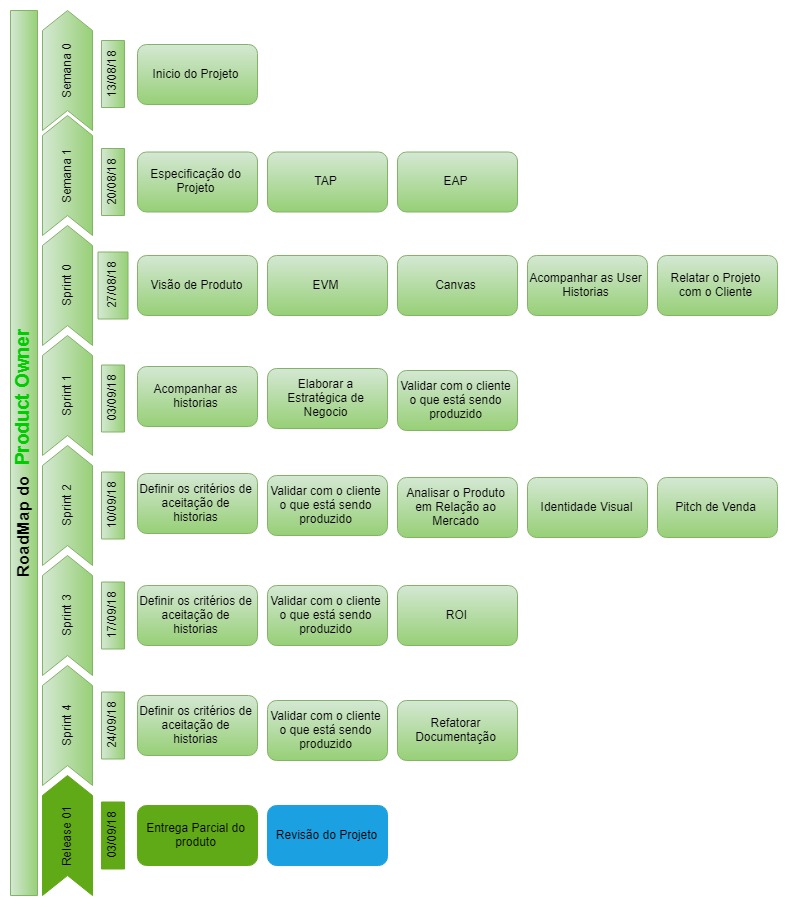 RoadMap do Product Owner
Semana 0
13/08/18
Inicio do Projeto
Semana 1
20/08/18
Especificação do
Projeto
TAP
EAP
Sprint 0
27/08/18
Visão de Produto
EVM
Canvas
Acompanhar as User
Historias
Relatar o Projeto
com o Cliente
Sprint 1
03/09/18
Acompanhar as
historias
Elaborar a
Estratégica de
Negocio
Validar com o cliente
o que está sendo
produzido
Sprint 2
10/09/18
Definir os critérios de
aceitação de
historias
Validar com o cliente
o que está sendo
produzido
Analisar o Produto
em Relação ao
Mercado
Identidade Visual
Pitch de Venda
Sprint 3
17/09/18
Definir os critérios de
aceitação de
historias
Validar com o cliente
o que está sendo
produzido
ROI
Sprint 4
24/09/18
Definir os critérios de
aceitação de
historias
Validar com o cliente
o que está sendo
produzido
Refatorar
Documentação
Release 01
03/09/18
Entrega Parcial do
produto
Revisão do Projeto